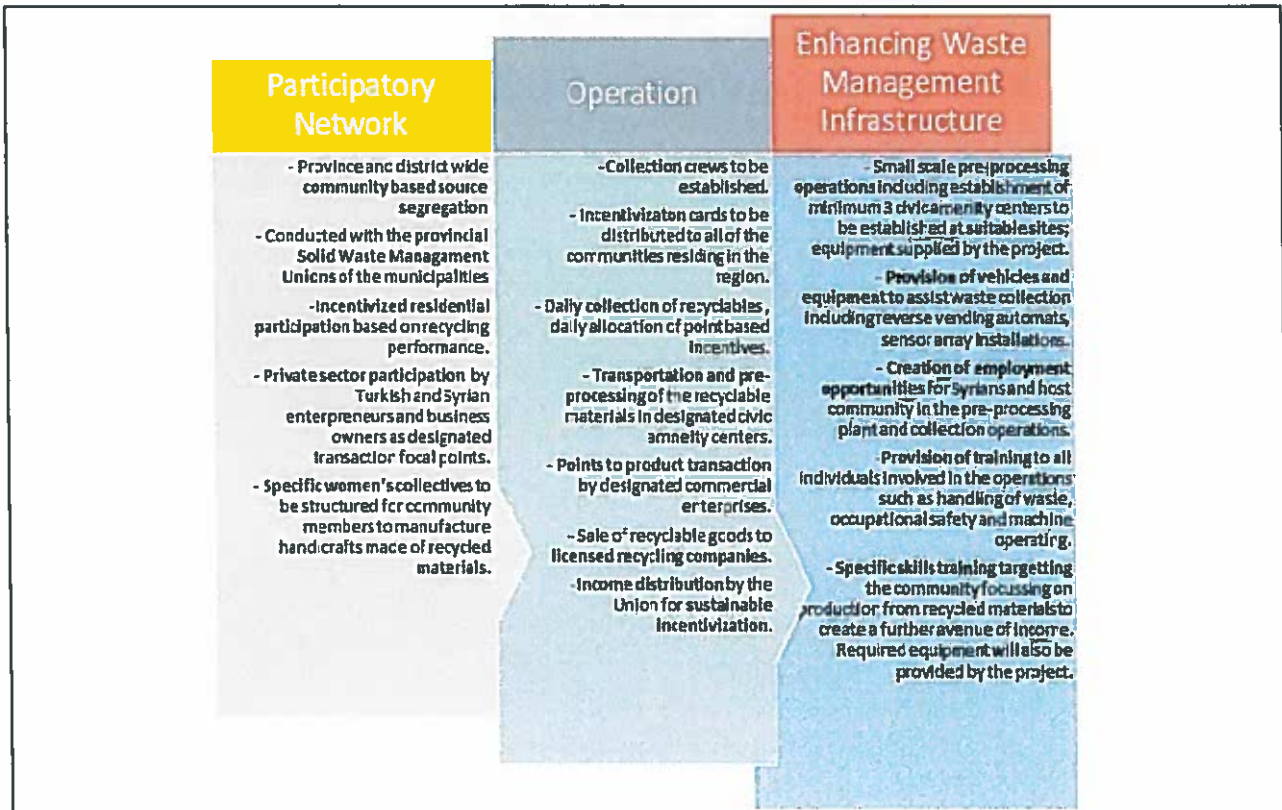 Participatory
Network
- Province and district wide
community based source
segregation
- Conducted with the provincial
Solid Waste Managament
Unions of the municipalities
-Incentivized residential
participation based on recycling
performance.
- Private sector participation by
Turkish and Syrian
enterpreneurs and business
owners as designated
transaction focal points.
- Specific women's collectives to
be structured for community
members to manufacture
handicrafts made of recycled
materials.
Operation
-Collection crews to be
established.
- Incentivizaton cards to be
distributed to all of the
communities residing in the
region.
- Daily collection of recyclables ,
daily allocation of point based
incentives.
- Transportation and pre-
processing of the recyclable
materials in designated civic
amneity centers.
- Points to product transaction
by designated commercial
enterprises.
- Sale of recyclable goods to
licensed recycling companies.
-Income distribution by the
Union for sustainable
incentivization.
Enhancing Waste
Management
Infrastructure
- Small scale pre-processing
operations including establishment of
minimum 3 civic amenity centers to
be established at suitable sites;
equipment supplied by the project.
- Provision of vehicles and
equipment to assist waste collection
including reverse vending automats,
sensor array installations.
- Creation of employment
opportunities for Syrians and host
community in the pre-processing
plant and collection operations.
-Provision of training to all
individuals involved in the operations
such as handling of waste,
occupational safety and machine
operating.
- Specific skills training targetting
the community focussing on
production from recycled materials to
create a further avenue of income.
Required equipment will also be
provided by the project.